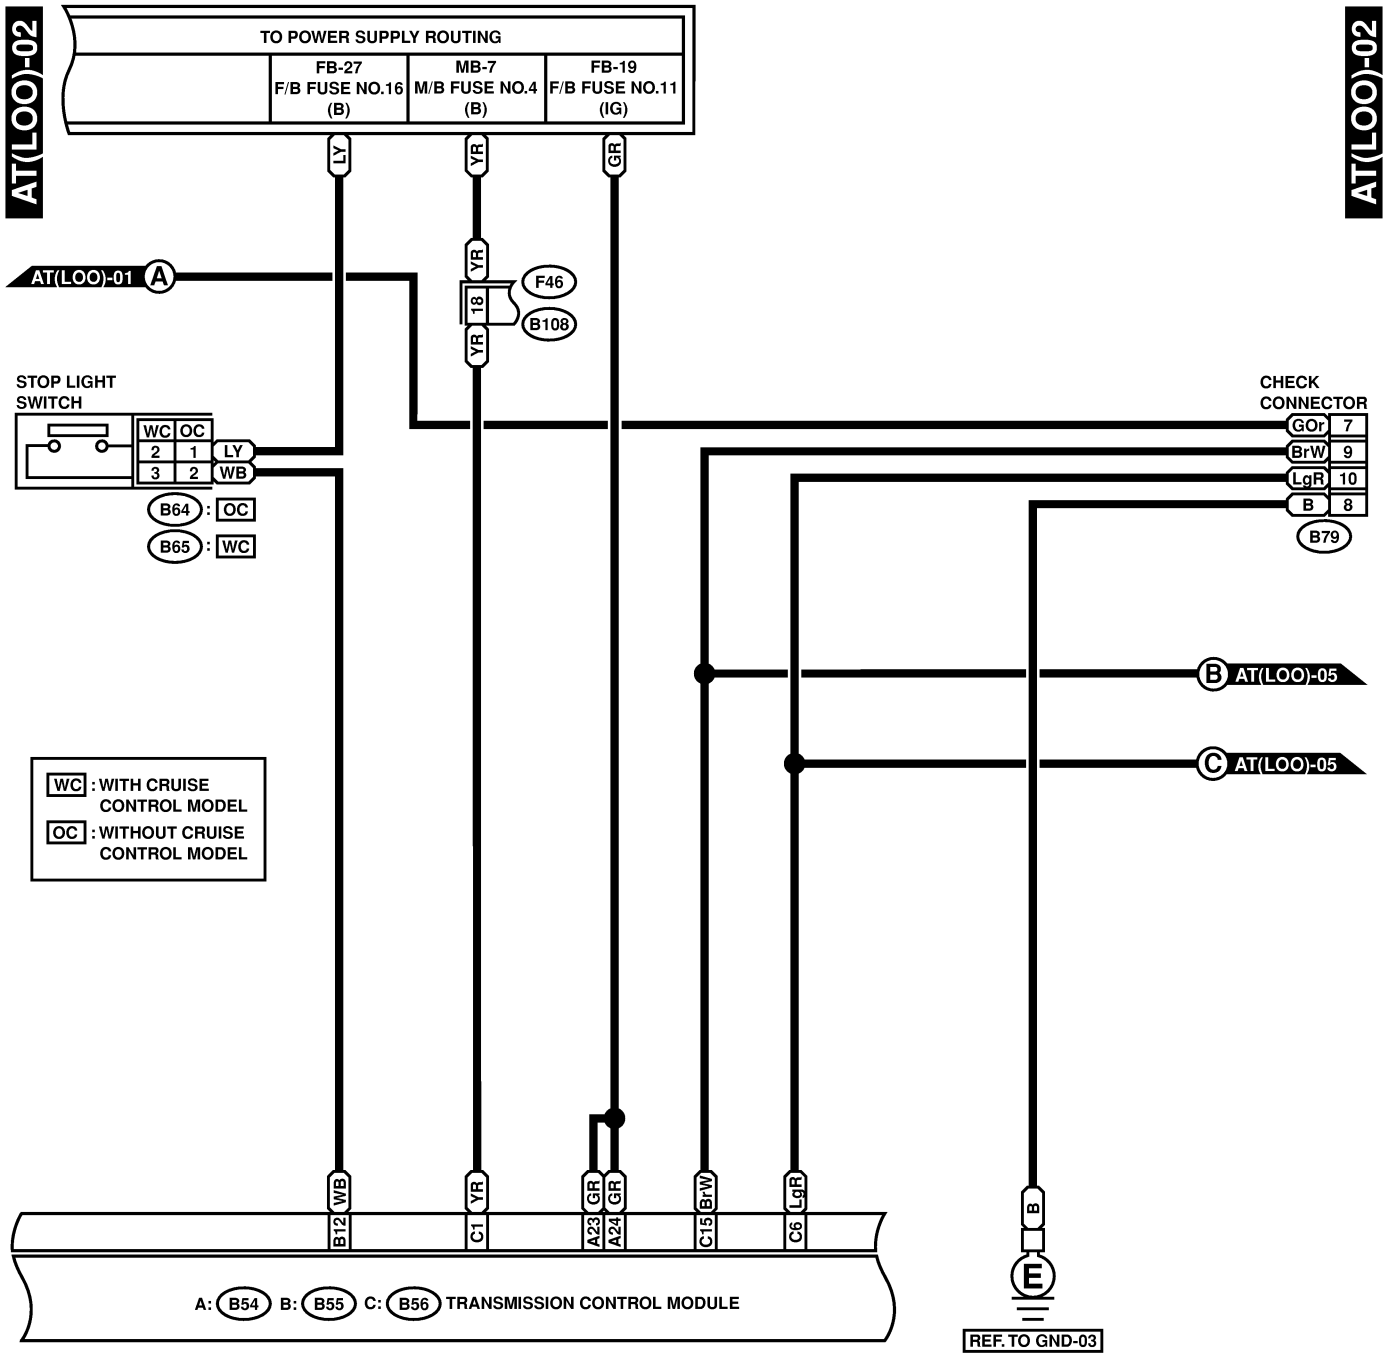 AT(LOO)-02
AT(LOO)-02
TO POWER SUPPLY ROUTING
FB-27
F/B FUSE NO.16
(B)
MB-7
M/B FUSE NO.4
(B)
FB-19
F/B FUSE NO.11
(IG)
LY
YR
GR
AT(LOO)-01
A
YR
18
YR
F46
B108
STOP LIGHT
SWITCH
WC OC
2 1 LY
3 2 WB
B64 : OC
B65 : WC
CHECK
CONNECTOR
GOr 7
BrW 9
LgR 10
B 8
B79
B AT(LOO)-05
C AT(LOO)-05
WC : WITH CRUISE
CONTROL MODEL
OC : WITHOUT CRUISE
CONTROL MODEL
WB
YR
GR
GR
BrW
LgR
B
B12
C1
A23
A24
C15
C6
E
A: B54 B: B55 C: B56 TRANSMISSION CONTROL MODULE
REF. TO GND-03